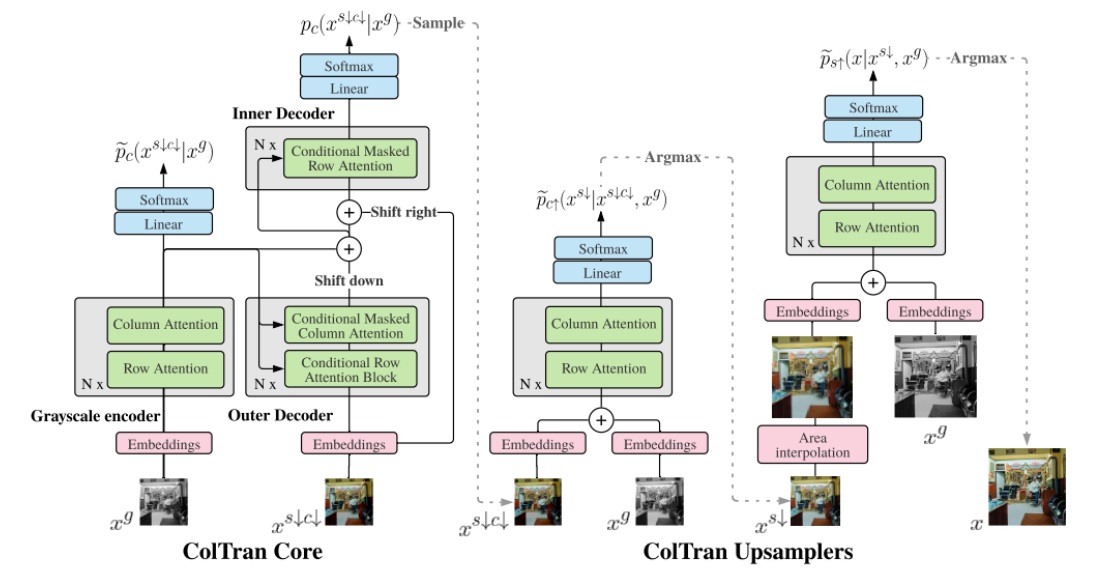 p_c(x^{s↓c↓}|x^g)
Sample
Softmax
Linear
Inner Decoder
N x
Conditional Masked
Row Attention
p̃_c(x^{s↓c↓}|x^g)
Softmax
Linear
+
Shift right
+
Shift down
Column Attention
Row Attention
N x
Conditional Masked
Column Attention
Conditional Row
Attention Block
N x
Grayscale encoder
Outer Decoder
Embeddings
Embeddings
x^g
x^{s↓c↓}
ColTran Core
Argmax
p̃_{c↑}(x^{s↓}|x^{s↓c↓}, x^g)
Softmax
Linear
Column Attention
Row Attention
N x
+
Embeddings
Embeddings
x^{s↓c↓}
x^g
p̃_{s↑}(x|x^{s↓}, x^g)
Argmax
Softmax
Linear
Column Attention
Row Attention
N x
+
Embeddings
Embeddings
x^g
Area
interpolation
x^{s↓}
x
ColTran Upsamplers